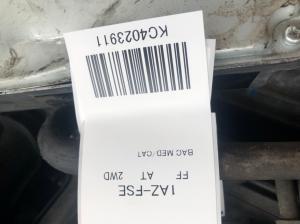 1AZ-FSE
FF AT 2WD
BAC MED/CAT
KC4023911